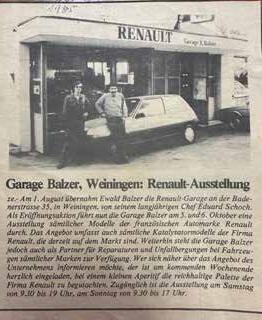 1985
RENAULT
Garage E. Balzer
Garage Balzer, Weiningen: Renault-Ausstellung
ze.- Am 1. August übernahm Ewald Balzer die Renault-Garage an der Bade-
nerstrasse 35, in Weiningen, von seinem langjährigen Chef Eduard Schoch.
Als Eröffnungsaktion führt nun die Garage Balzer am 5. und 6. Oktober eine
Ausstellung sämtlicher Modelle der französischen Automarke Renault
durch. Das Angebot umfasst auch sämtliche Katalysatormodelle der Firma
Renault, die derzeit auf dem Markt sind. Weiterhin steht die Garage Balzer
jedoch auch als Partner für Reparaturen und Unfallbergungen bei Fahrzeu-
gen sämtlicher Marken zur Verfügung. Wer sich näher über das Angebot des
Unternehmens informieren möchte, der ist am kommenden Wochenende
herzlich eingeladen, bei einem kleinen Aperitif die reichhaltige Palette der
Firma Renault zu begutachten. Zugänglich ist die Ausstellung am Samstag
von 9.30 bis 19 Uhr, am Sonntag von 9.30 bis 17 Uhr.